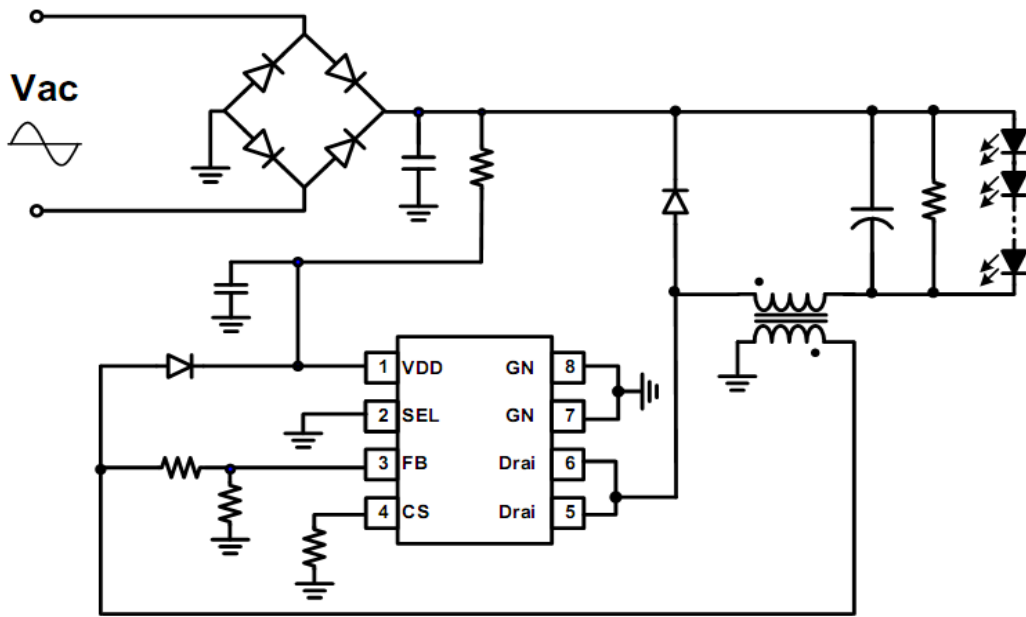 Vac
1 VDD GN 8
2 SEL GN 7
3 FB Drai 6
4 CS Drai 5